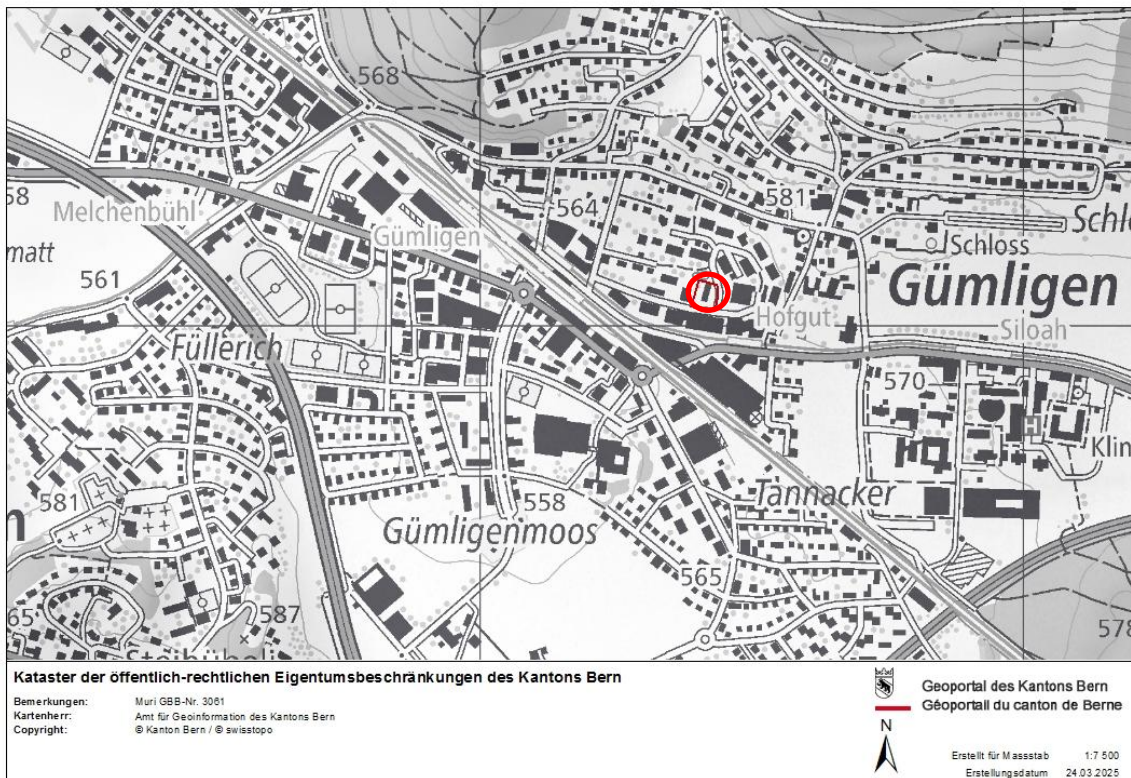 568
58
Melchenbühl
564
581
Gümligen
Schl
Schloss
matt
561
Gümligen
Hofgut
Siloah
Füllerich
570
H
Klin
581
558
Tannacker
n
Gümligenmoos
565
65
587
578
Kataster der öffentlich-rechtlichen Eigentumsbeschränkungen des Kantons Bern
Bemerkungen: Muri GBB-Nr. 3061
Kartenherr: Amt für Geoinformation des Kantons Bern
Copyright: © Kanton Bern / © swisstopo
Geoportal des Kantons Bern
Géoportail du canton de Berne
N
Erstellt für Massstab 1:7 500
Erstellungsdatum 24.03.2025